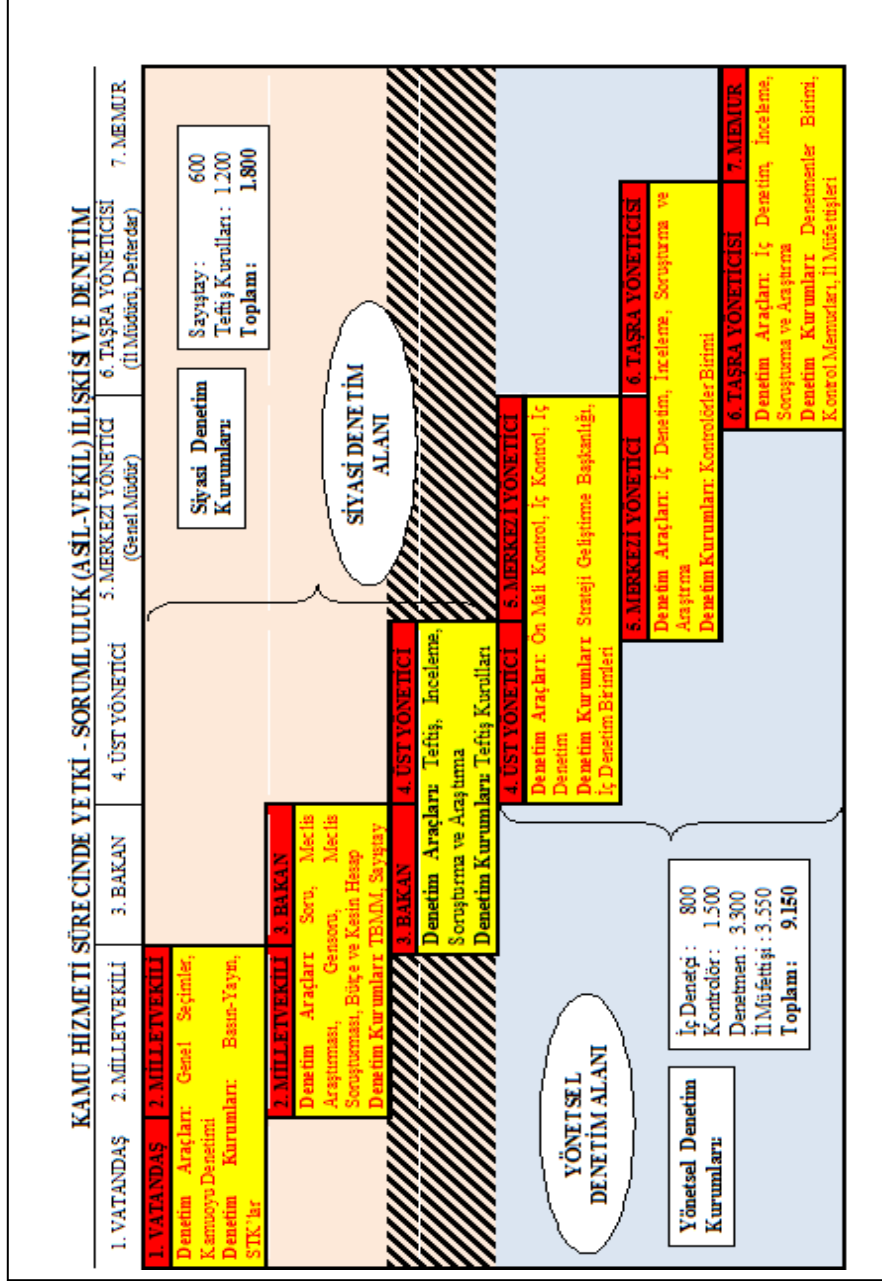 KAMU HİZMETİ SÜRECİNDE YETKİ - SORUMLULUK (ASİL-VEKİL) İLİŞKİSİ VE DENETİM
1. VATANDAŞ
2. MİLLETVEKİLİ
3. BAKAN
4. ÜST YÖNETİCİ
5. MERKEZİ YÖNETİCİ
(Genel Müdür)
6. TAŞRA YÖNETİCİSİ
(İl Müdürü, Defterdar)
7. MEMUR
1. VATANDAŞ
2. MİLLETVEKİLİ
Denetim Araçları: Genel Seçimler,
Kamuoyu Denetimi
Denetim Kurumları: Basın-Yayın,
STK'lar
2. MİLLETVEKİLİ
3. BAKAN
Denetim Araçları: Soru, Meclis
Araştırması, Gensoru, Meclis
Soruşturması, Bütçe ve Kesin Hesap
Denetim Kurumları: TBMM, Sayıştay
3. BAKAN
4. ÜST YÖNETİCİ
Denetim Araçları: Teftiş, İnceleme,
Soruşturma ve Araştırma
Denetim Kurumları: Teftiş Kurulları
Siyasi Denetim
Kurumları:
Sayıştay : 600
Teftiş Kurulları : 1.200
Toplam : 1.800
SİYASİ DENETİM
ALANI
4. ÜST YÖNETİCİ
5. MERKEZİ YÖNETİCİ
Denetim Araçları: Ön Mali Kontrol, İç Kontrol, İç
Denetim
Denetim Kurumları: Strateji Geliştirme Başkanlığı,
İç Denetim Birimleri
5. MERKEZİ YÖNETİCİ
6. TAŞRA YÖNETİCİSİ
Denetim Araçları: İç Denetim, İnceleme, Soruşturma ve
Araştırma
Denetim Kurumları: Kontrolörler Birimi
6. TAŞRA YÖNETİCİSİ
7. MEMUR
Denetim Araçları: İç Denetim, İnceleme,
Soruşturma ve Araştırma
Denetim Kurumları: Denetmenler Birimi,
Kontrol Memurları, İl Müfettişleri
YÖNETSEL
DENETİM ALANI
Yönetsel Denetim
Kurumları:
İç Denetçi : 800
Kontrolör : 1.500
Denetmen : 3.300
İl Müfettişi : 3.550
Toplam : 9.150